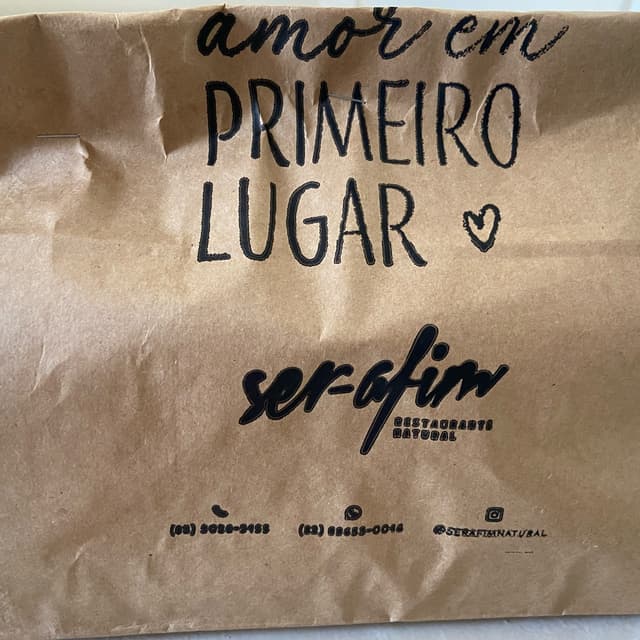 amor em
PRIMEIRO
LUGAR
ser-afim
RESTAURANTE
NATURAL
@SERAFIMNATURAL